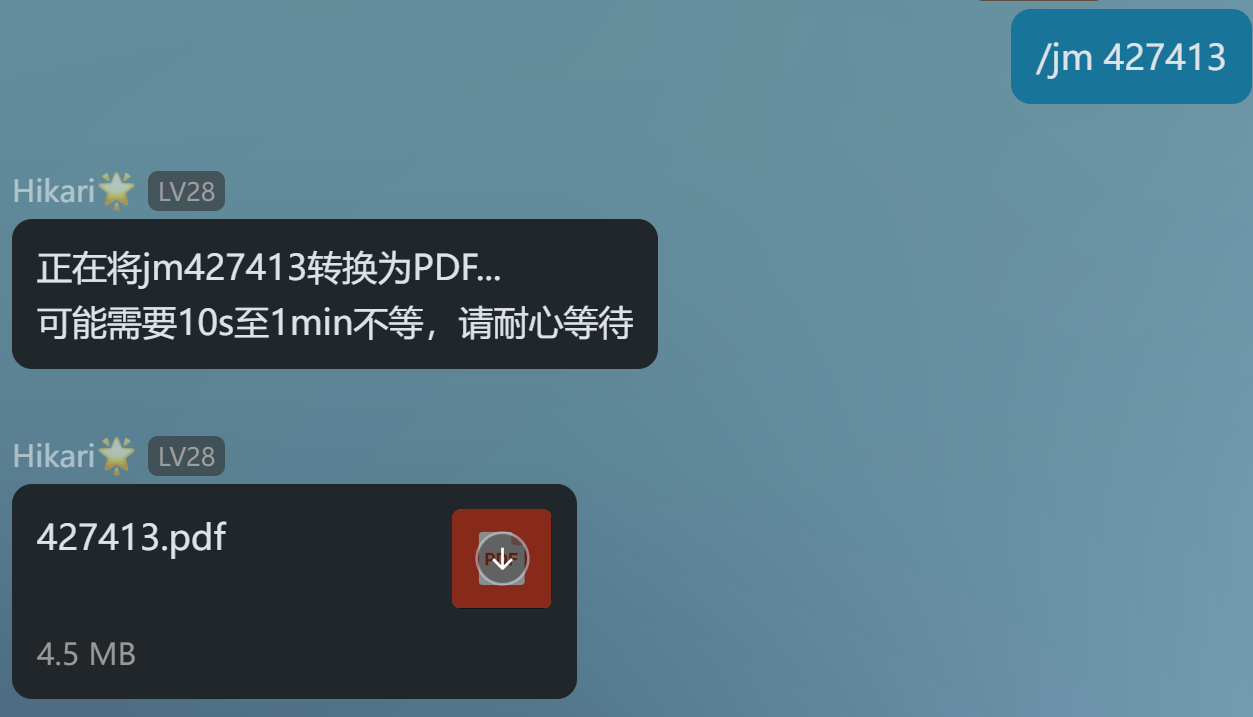 /jm 427413
Hikari🌟 LV28
正在将jm427413转换为PDF...
可能需要10s至1min不等，请耐心等待
Hikari🌟 LV28
427413.pdf
PDF
4.5 MB